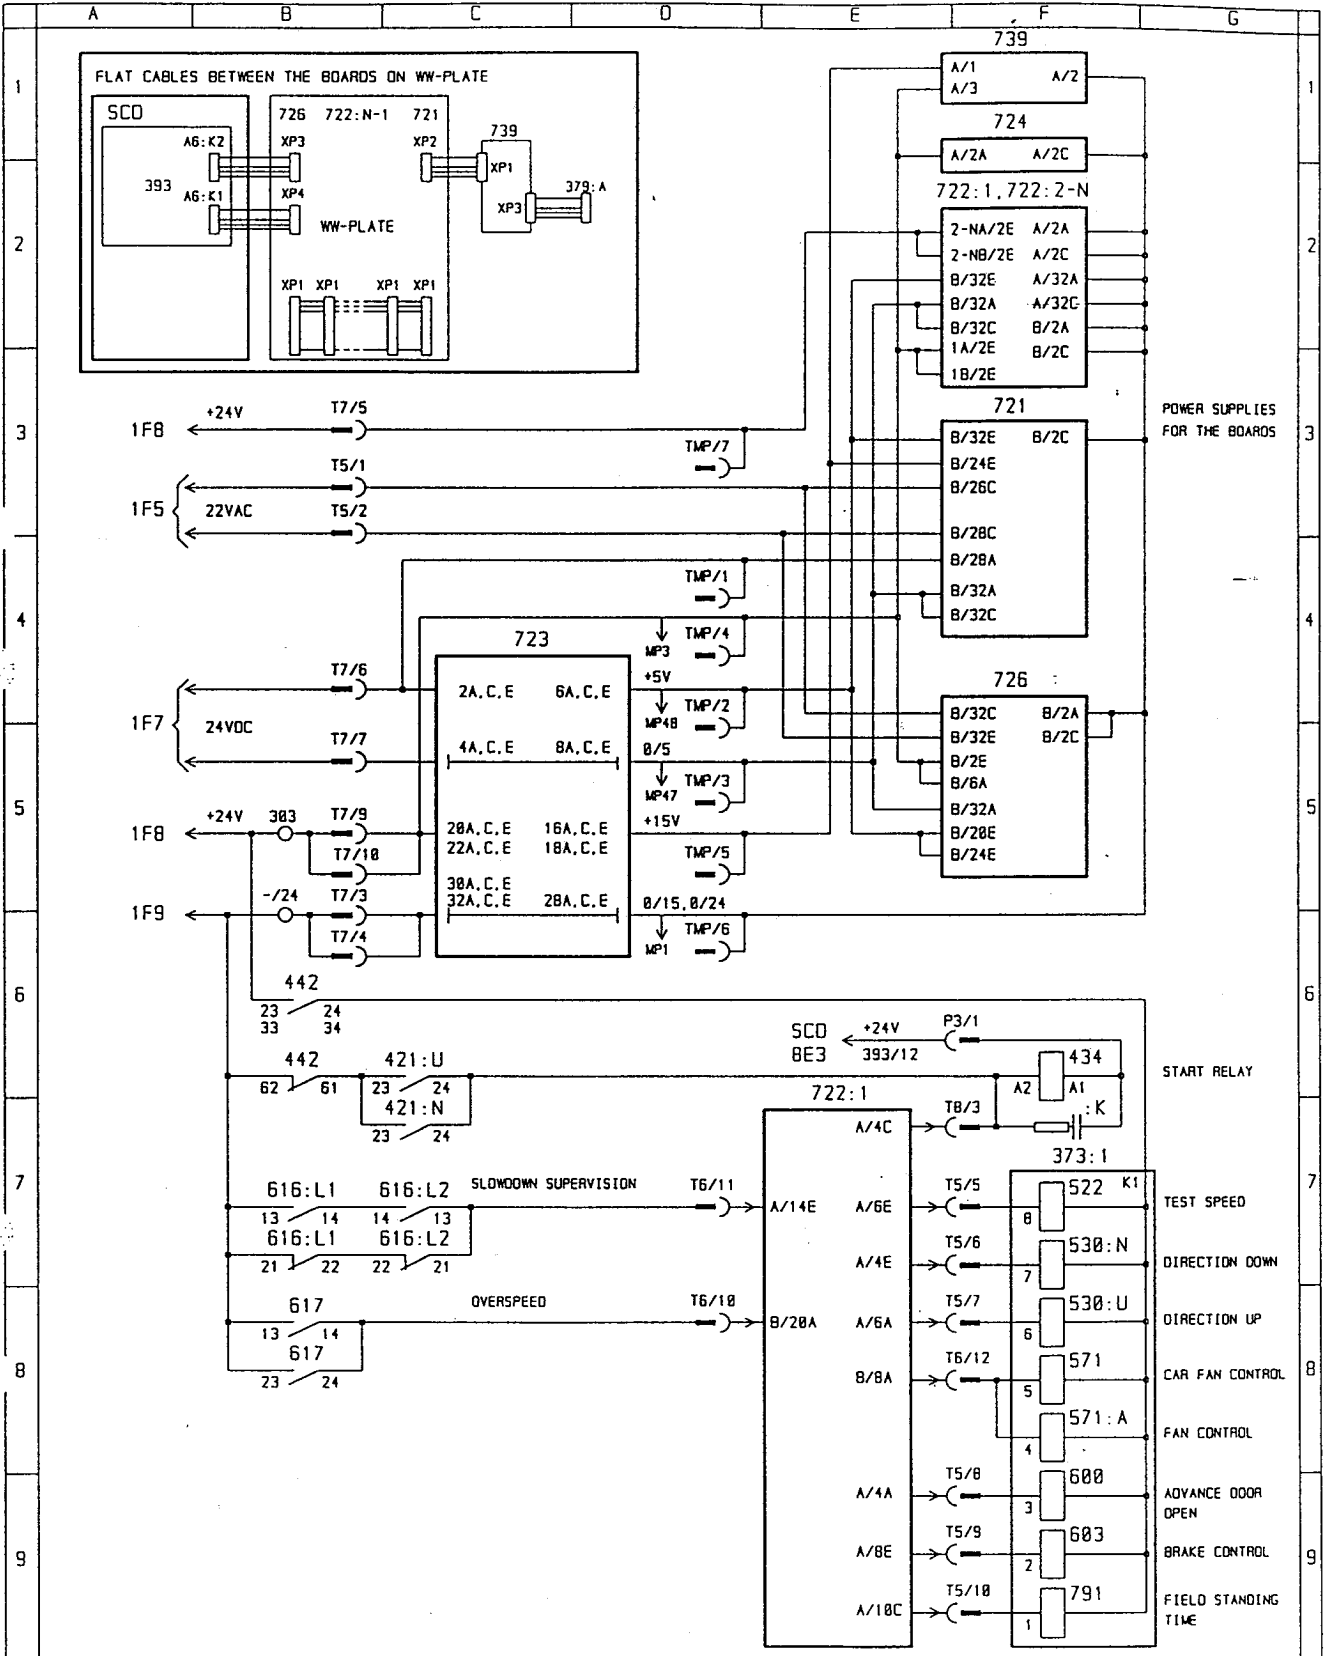 A B C D E F G
1
2
3
4
5
6
7
8
9
FLAT CABLES BETWEEN THE BOARDS ON WW-PLATE
SCD
393
A6:K2
A6:K1
726 722:N-1 721
XP3
XP4
XP2
WW-PLATE
XP1 XP1 XP1 XP1
739
XP1
XP3
379:A
739
A/1 A/2
A/3
724
A/2A A/2C
722:1,722:2-N
2-NA/2E A/2A
2-NB/2E A/2C
B/32E A/32A
B/32A A/32C
B/32C B/2A
1A/2E B/2C
1B/2E
721
B/32E B/2C
B/24E
B/26C
B/28C
B/28A
B/32A
B/32C
POWER SUPPLIES
FOR THE BOARDS
726
B/32C B/2A
B/32E B/2C
B/2E
B/6A
B/32A
B/20E
B/24E
1F8 +24V T7/5
TMP/7
1F5 22VAC
T5/1
T5/2
TMP/1
MP3 TMP/4
1F7 24VDC
T7/6
T7/7
723
2A,C,E 6A,C,E
4A,C,E 8A,C,E
20A,C,E 16A,C,E
22A,C,E 18A,C,E
30A,C,E
32A,C,E 28A,C,E
+5V
MP48 TMP/2
0/5
MP47 TMP/3
+15V
TMP/5
0/15,0/24
MP1 TMP/6
1F8 +24V 303 T7/9
T7/10
1F9 -/24 T7/3
T7/4
442
23 24
33 34
SCD
8E3
+24V
393/12
P3/1
442
62 61
421:U
23 24
421:N
23 24
434
A2 A1
START RELAY
:K
722:1
A/4C T8/3
373:1
K1
616:L1 616:L2
13 14 14 13
616:L1 616:L2
21 22 22 21
SLOWDOWN SUPERVISION
T6/11
A/14E
617
13 14
617
23 24
OVERSPEED
T6/10
B/20A
A/6E T5/5 8 522 TEST SPEED
A/4E T5/6 7 530:N DIRECTION DOWN
A/6A T5/7 6 530:U DIRECTION UP
B/8A T6/12 5 571 CAR FAN CONTROL
4 571:A FAN CONTROL
A/4A T5/8 3 600 ADVANCE DOOR
OPEN
A/8E T5/9 2 603 BRAKE CONTROL
A/10C T5/10 1 791 FIELD STANDING
TIME
1
2
3
4
5
6
7
8
9